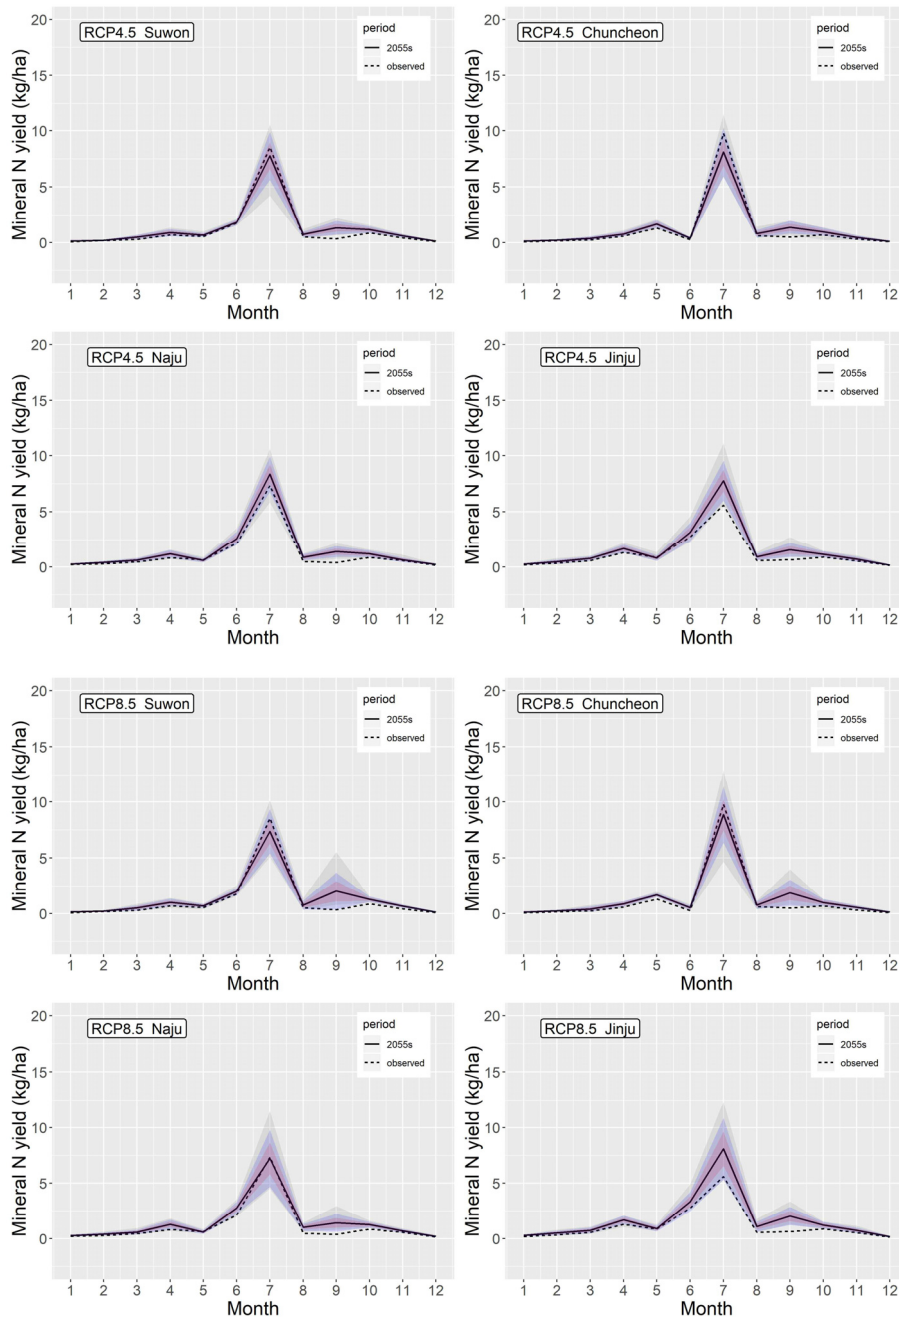 RCP4.5 Suwon
period
2055s
observed
Mineral N yield (kg/ha)
20
15
10
5
0
1 2 3 4 5 6 7 8 9 10 11 12
Month
RCP4.5 Chuncheon
period
2055s
observed
Mineral N yield (kg/ha)
20
15
10
5
0
1 2 3 4 5 6 7 8 9 10 11 12
Month
RCP4.5 Naju
period
2055s
observed
Mineral N yield (kg/ha)
20
15
10
5
0
1 2 3 4 5 6 7 8 9 10 11 12
Month
RCP4.5 Jinju
period
2055s
observed
Mineral N yield (kg/ha)
20
15
10
5
0
1 2 3 4 5 6 7 8 9 10 11 12
Month
RCP8.5 Suwon
period
2055s
observed
Mineral N yield (kg/ha)
20
15
10
5
0
1 2 3 4 5 6 7 8 9 10 11 12
Month
RCP8.5 Chuncheon
period
2055s
observed
Mineral N yield (kg/ha)
20
15
10
5
0
1 2 3 4 5 6 7 8 9 10 11 12
Month
RCP8.5 Naju
period
2055s
observed
Mineral N yield (kg/ha)
20
15
10
5
0
1 2 3 4 5 6 7 8 9 10 11 12
Month
RCP8.5 Jinju
period
2055s
observed
Mineral N yield (kg/ha)
20
15
10
5
0
1 2 3 4 5 6 7 8 9 10 11 12
Month